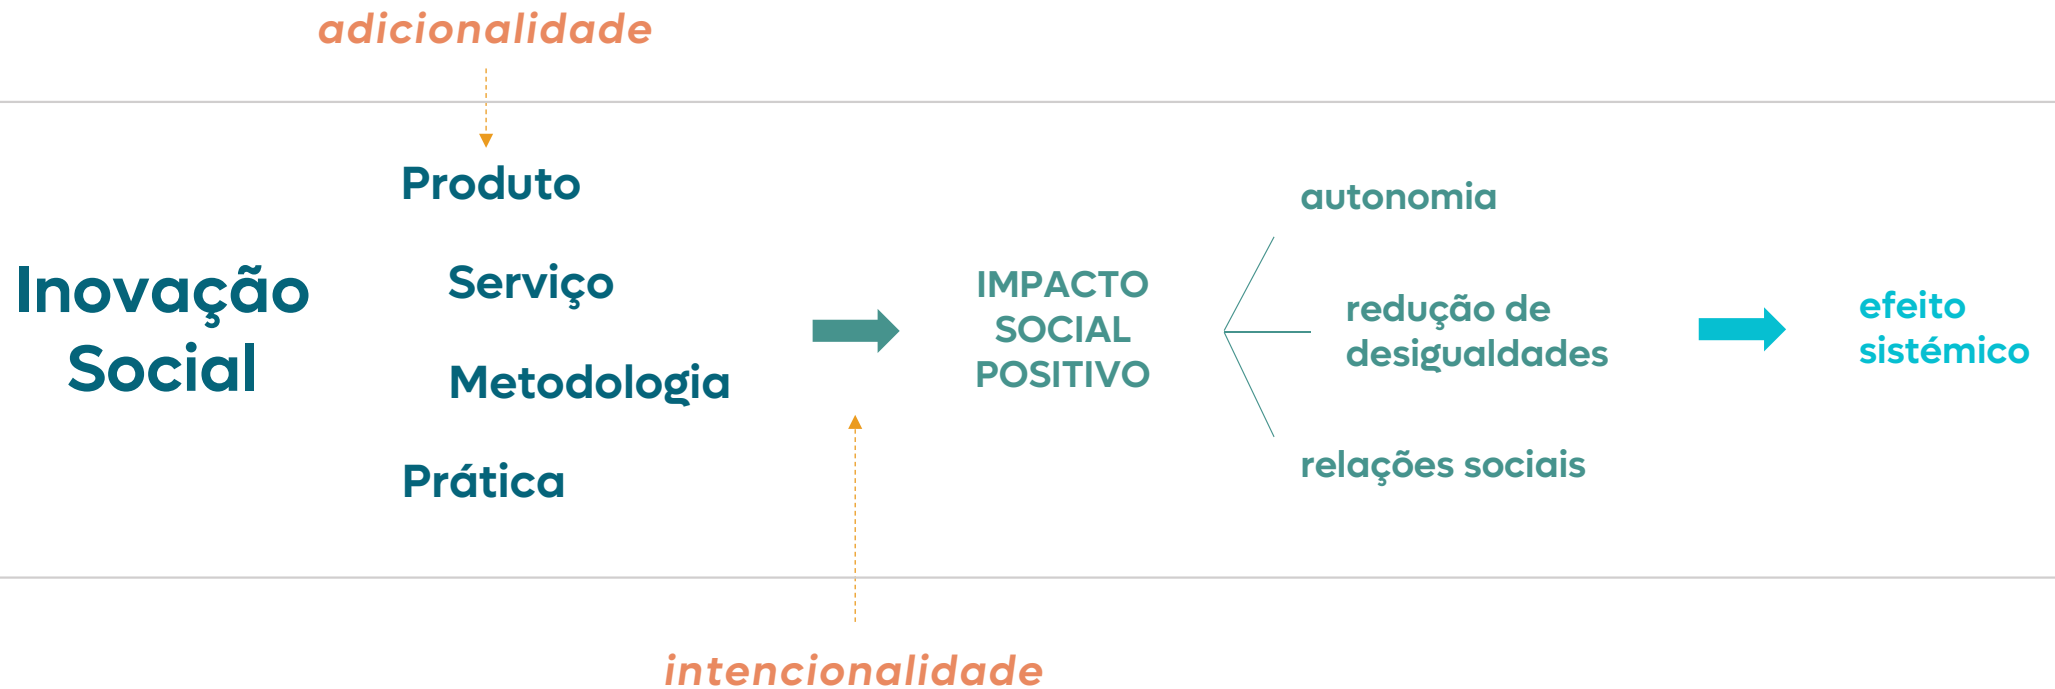 adicionalidade
Inovação
Social
Produto
Serviço
Metodologia
Prática
IMPACTO
SOCIAL
POSITIVO
autonomia
redução de
desigualdades
relações sociais
efeito
sistémico
intencionalidade